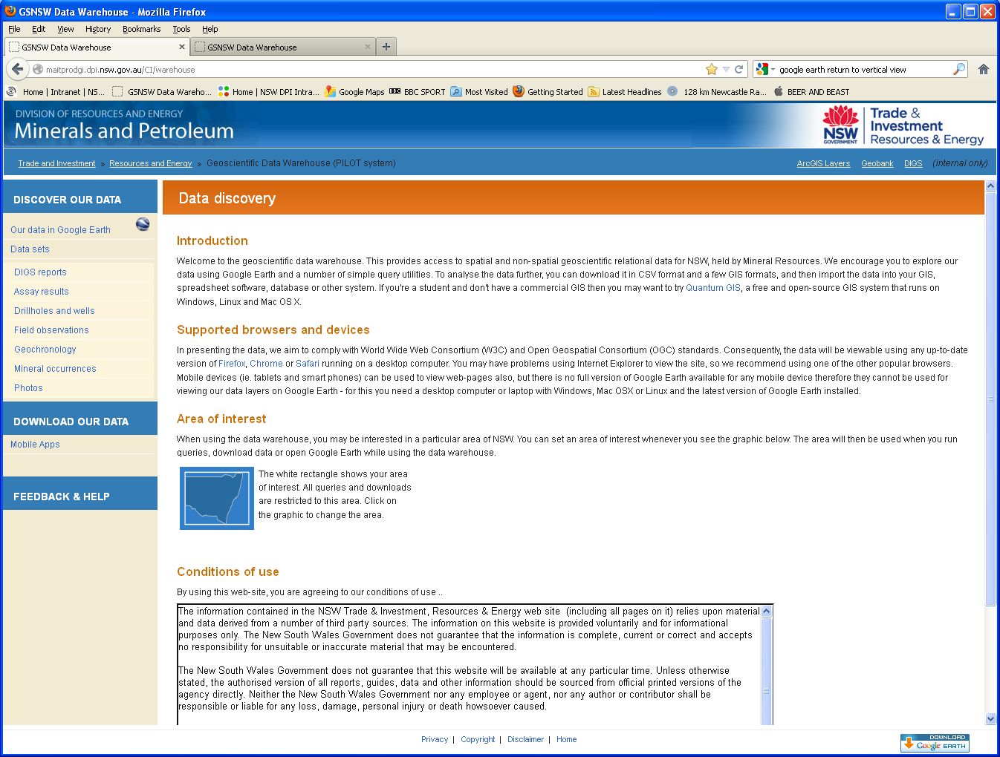 GSNSW Data Warehouse - Mozilla Firefox
File Edit View History Bookmarks Tools Help
GSNSW Data Warehouse
GSNSW Data Warehouse
maitprodgi.dpi.nsw.gov.au/CI/warehouse
google earth return to vertical view
Home | Intranet | NS... GSNSW Data Wareho... Home | NSW DPI Intra... Google Maps BBC BBC SPORT Most Visited Getting Started Latest Headlines 128 km Newcastle Ra... BEER AND BEAST
DIVISION OF RESOURCES AND ENERGY
Minerals and Petroleum
NSW
GOVERNMENT
Trade &
Investment
Resources & Energy
Trade and Investment » Resources and Energy » Geoscientific Data Warehouse (PILOT system)
ArcGIS Layers Geobank DIGS (internal only)
DISCOVER OUR DATA
Our data in Google Earth
Data sets
DIGS reports
Assay results
Drillholes and wells
Field observations
Geochronology
Mineral occurrences
Photos
DOWNLOAD OUR DATA
Mobile Apps
FEEDBACK & HELP
Data discovery
Introduction
Welcome to the geoscientific data warehouse. This provides access to spatial and non-spatial geoscientific relational data for NSW, held by Mineral Resources. We encourage you to explore our
data using Google Earth and a number of simple query utilities. To analyse the data further, you can download it in CSV format and a few GIS formats, and then import the data into your GIS,
spreadsheet software, database or other system. If you're a student and don't have a commercial GIS then you may want to try Quantum GIS, a free and open-source GIS system that runs on
Windows, Linux and Mac OS X.
Supported browsers and devices
In presenting the data, we aim to comply with World Wide Web Consortium (W3C) and Open Geospatial Consortium (OGC) standards. Consequently, the data will be viewable using any up-to-date
version of Firefox, Chrome or Safari running on a desktop computer. You may have problems using Internet Explorer to view the site, so we recommend using one of the other popular browsers.
Mobile devices (ie. tablets and smart phones) can be used to view web-pages also, but there is no full version of Google Earth available for any mobile device therefore they cannot be used for
viewing our data layers on Google Earth - for this you need a desktop computer or laptop with Windows, Mac OSX or Linux and the latest version of Google Earth installed.
Area of interest
When using the data warehouse, you may be interested in a particular area of NSW. You can set an area of interest whenever you see the graphic below. The area will then be used when you run
queries, download data or open Google Earth while using the data warehouse.
The white rectangle shows your area
of interest. All queries and downloads
are restricted to this area. Click on
the graphic to change the area.
Conditions of use
By using this web-site, you are agreeing to our conditions of use ..
The information contained in the NSW Trade & Investment, Resources & Energy web site (including all pages on it) relies upon material
and data derived from a number of third party sources. The information on this website is provided voluntarily and for informational
purposes only. The New South Wales Government does not guarantee that the information is complete, current or correct and accepts
no responsibility for unsuitable or inaccurate material that may be encountered.
The New South Wales Government does not guarantee that this website will be available at any particular time. Unless otherwise
stated, the authorised version of all reports, guides, data and other information should be sourced from official printed versions of the
agency directly. Neither the New South Wales Government nor any employee or agent, nor any author or contributor shall be
responsible or liable for any loss, damage, personal injury or death howsoever caused.
Privacy | Copyright | Disclaimer | Home
DOWNLOAD
Google EARTH